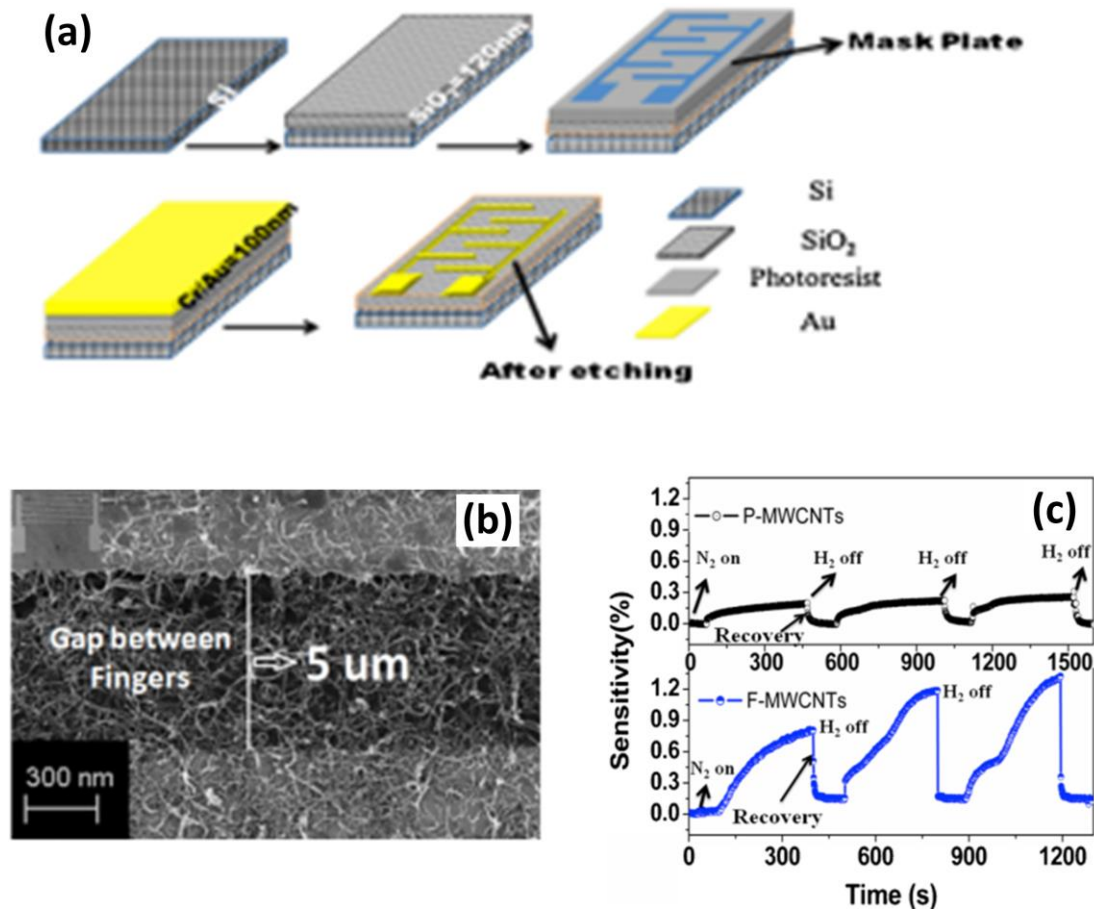 (a)
Si
SiO2=120nm
Mask Plate
Cr/Au=100nm
After etching
Si
SiO₂
Photoresist
Au
(b)
Gap between
Fingers
5 um
300 nm
(c)
Sensitivity(%)
1.2
0.9
0.6
0.3
0.0
P-MWCNTs
N₂ on
H₂ off
H₂ off
H₂ off
Recovery
0 300 600 900 1200 1500
1.2
0.9
0.6
0.3
0.0
F-MWCNTs
N₂ on
H₂ off
H₂ off
Recovery
0 300 600 900 1200
Time (s)